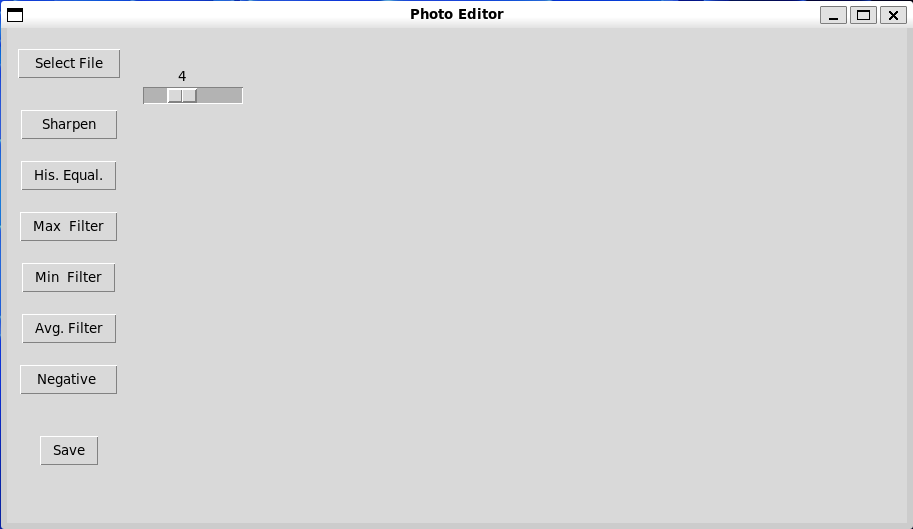 Photo Editor
Select File
4
Sharpen
His. Equal.
Max  Filter
Min  Filter
Avg. Filter
Negative
Save